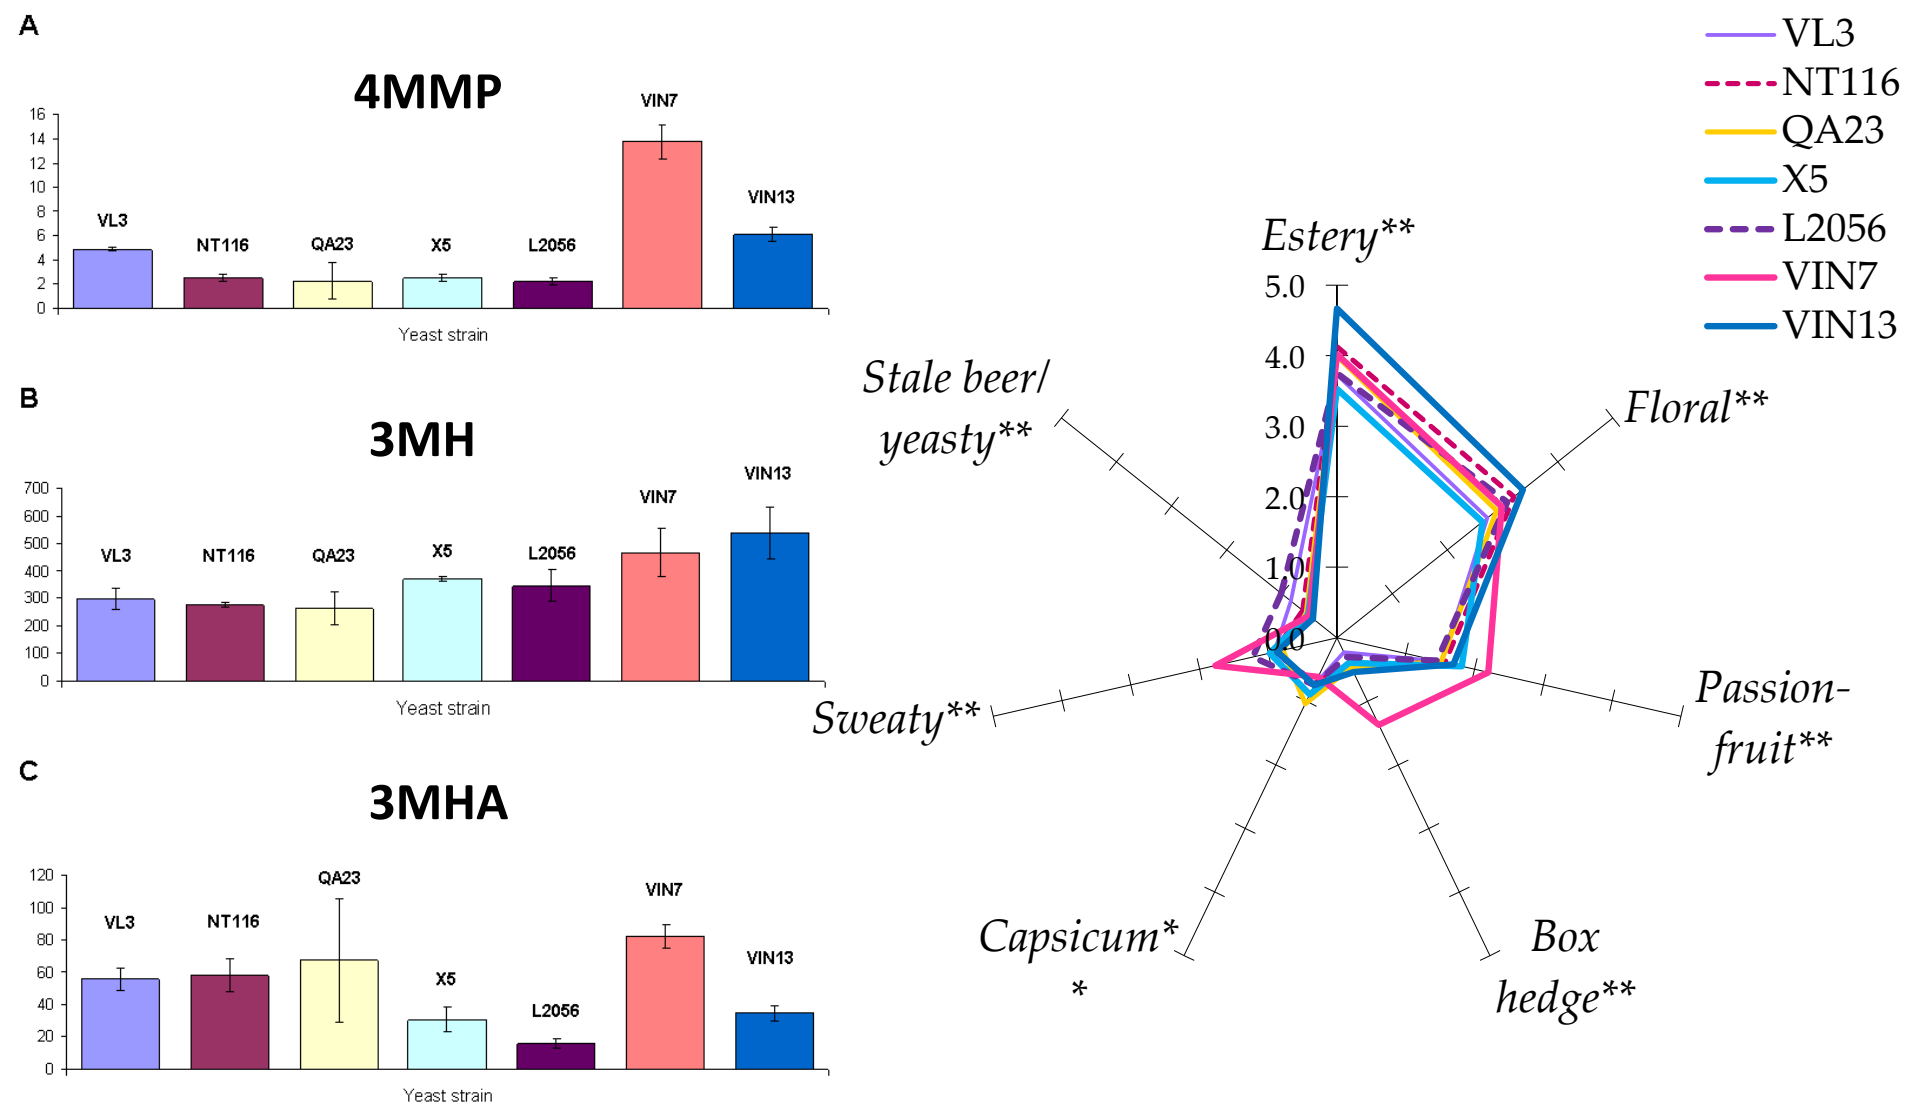 A
4MMP
16
14
12
10
8
6
4
2
0
VL3
NT116
QA23
X5
L2056
VIN7
VIN13
Yeast strain
B
3MH
700
600
500
400
300
200
100
0
VL3
NT116
QA23
X5
L2056
VIN7
VIN13
Yeast strain
C
3MHA
120
100
80
60
40
20
0
VL3
NT116
QA23
X5
L2056
VIN7
VIN13
Yeast strain
VL3
NT116
QA23
X5
L2056
VIN7
VIN13
Estery**
5.0
4.0
3.0
2.0
1.0
0.0
Floral**
Passion-
fruit**
Box
hedge**
Capsicum*
*
Sweaty**
Stale beer/
yeasty**